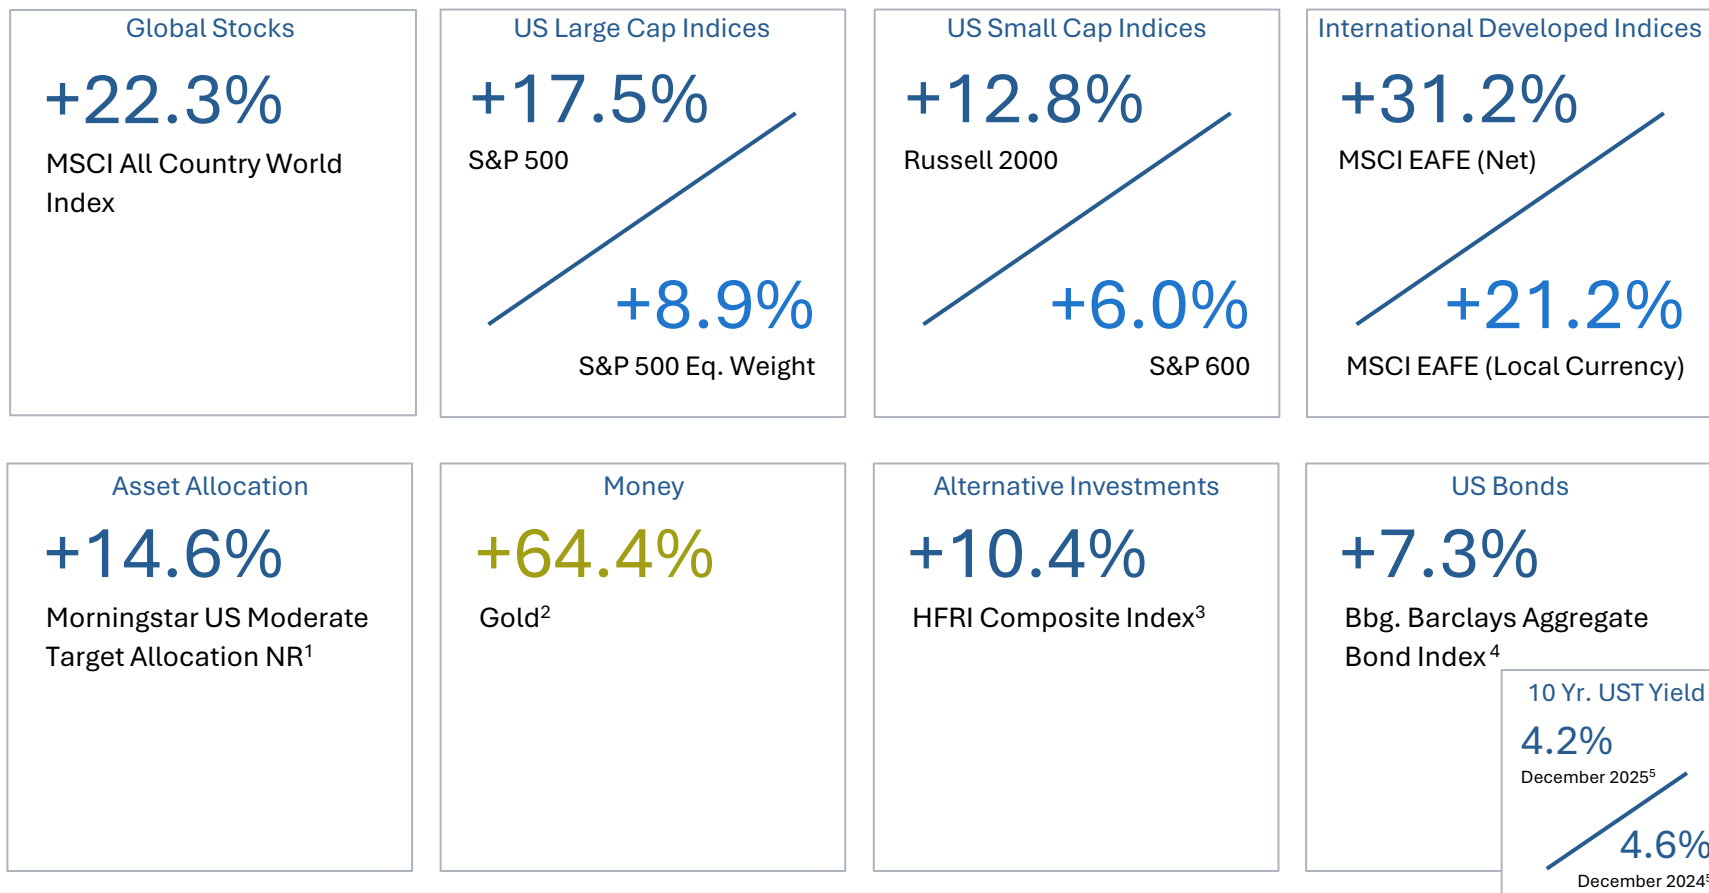 Global Stocks
+22.3%
MSCI All Country World
Index
US Large Cap Indices
+17.5%
S&P 500
+8.9%
S&P 500 Eq. Weight
US Small Cap Indices
+12.8%
Russell 2000
+6.0%
S&P 600
International Developed Indices
+31.2%
MSCI EAFE (Net)
+21.2%
MSCI EAFE (Local Currency)
Asset Allocation
+14.6%
Morningstar US Moderate
Target Allocation NR¹
Money
+64.4%
Gold²
Alternative Investments
+10.4%
HFRI Composite Index³
US Bonds
+7.3%
Bbg. Barclays Aggregate
Bond Index⁴
10 Yr. UST Yield
4.2%
December 2025⁵
4.6%
December 2024⁵